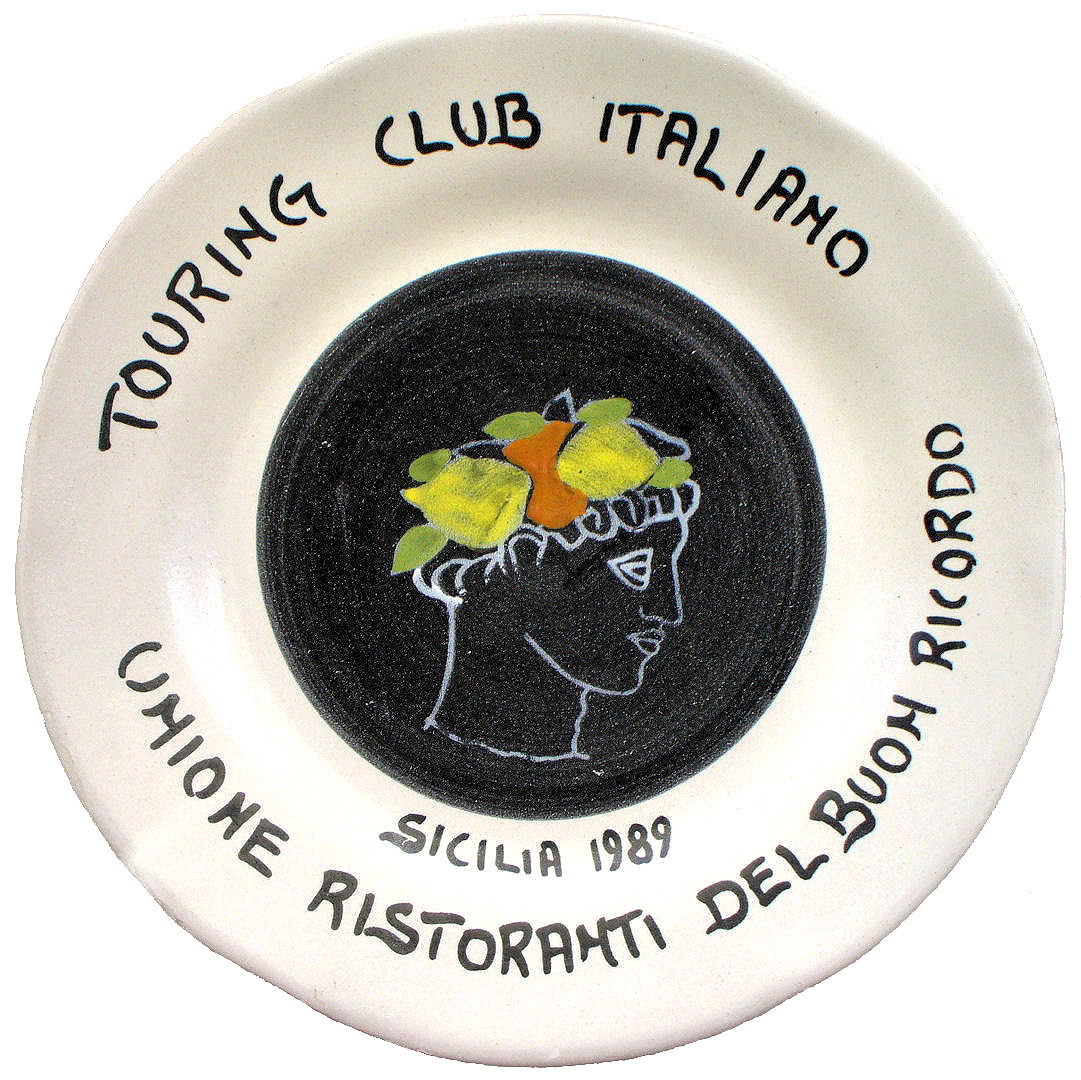 TOURING CLUB ITALIANO
SICILIA 1989
UNIONE RISTORANTI DEL BUON RICORDO